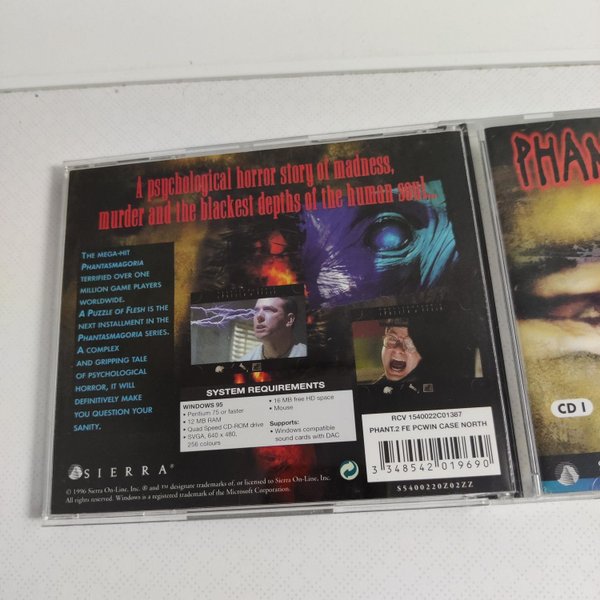 A psychological horror story of madness,
murder and the blackest depths of the human soul...
PHAN
THE MEGA-HIT
PHANTASMAGORIA
TERRIFIED OVER ONE
MILLION GAME PLAYERS
WORLDWIDE.
A PUZZLE OF FLESH IS THE
NEXT INSTALLMENT IN THE
PHANTASMAGORIA SERIES.
A COMPLEX
AND GRIPPING TALE
OF PSYCHOLOGICAL
HORROR, IT WILL
DEFINITIVELY MAKE
YOU QUESTION YOUR
SANITY.
SYSTEM REQUIREMENTS
WINDOWS 95
• Pentium 75 or faster
• 12 MB RAM
• Quad Speed CD-ROM drive
• SVGA, 640 x 480,
256 colours
• 16 MB free HD space
• Mouse
Supports:
• Windows compatible
sound cards with DAC
RCV 1540022C01387
PHANT.2 FE PCWIN CASE NORTH
3 348542 019690
S5400220Z02ZZ
SIERRA®
© 1996 Sierra On-Line, Inc. ® and ™ designate trademarks of, or licensed to Sierra On-Line, Inc.
All rights reserved. Windows is a registered trademark of the Microsoft Corporation.
CD 1